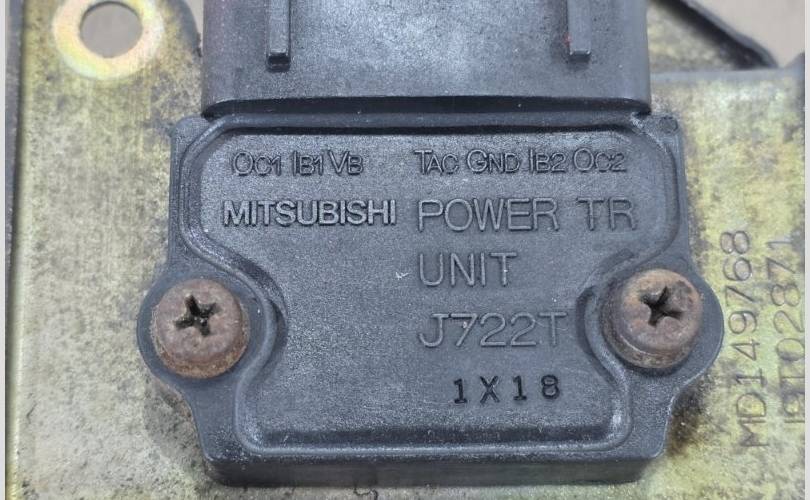 OC1 IB1 VB TAC GND IB2 OC2
MITSUBISHI POWER TR
UNIT
J722T
1X18
MD149768